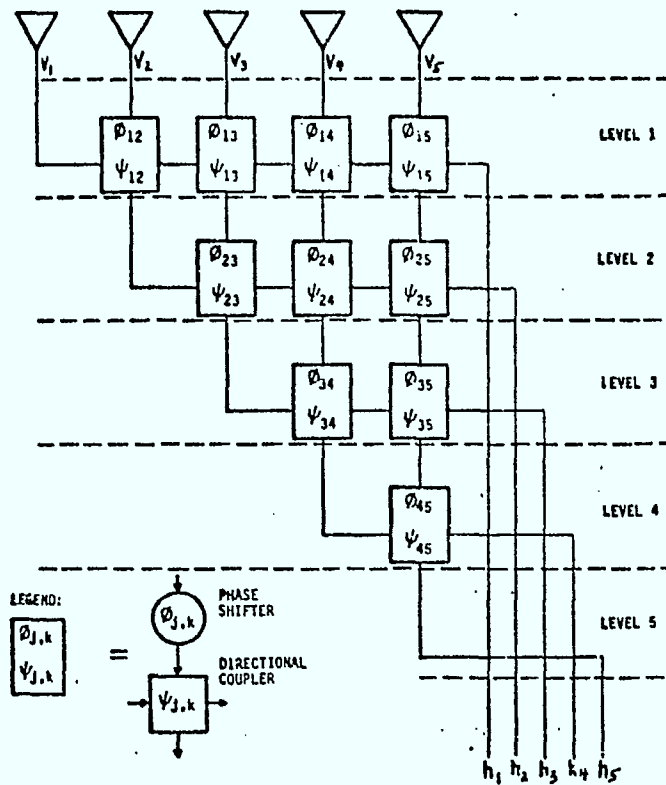 V1 V2 V3 V4 V5
Ø12 Ø13 Ø14 Ø15 LEVEL 1
ψ12 ψ13 ψ14 ψ15
Ø23 Ø24 Ø25 LEVEL 2
ψ23 ψ24 ψ25
Ø34 Ø35 LEVEL 3
ψ34 ψ35
Ø45 LEVEL 4
ψ45
LEGEND:
Øj,k
ψj,k
=
Øj,k
PHASE
SHIFTER
DIRECTIONAL
COUPLER
ψj,k
LEVEL 5
h1 h2 h3 h4 h5